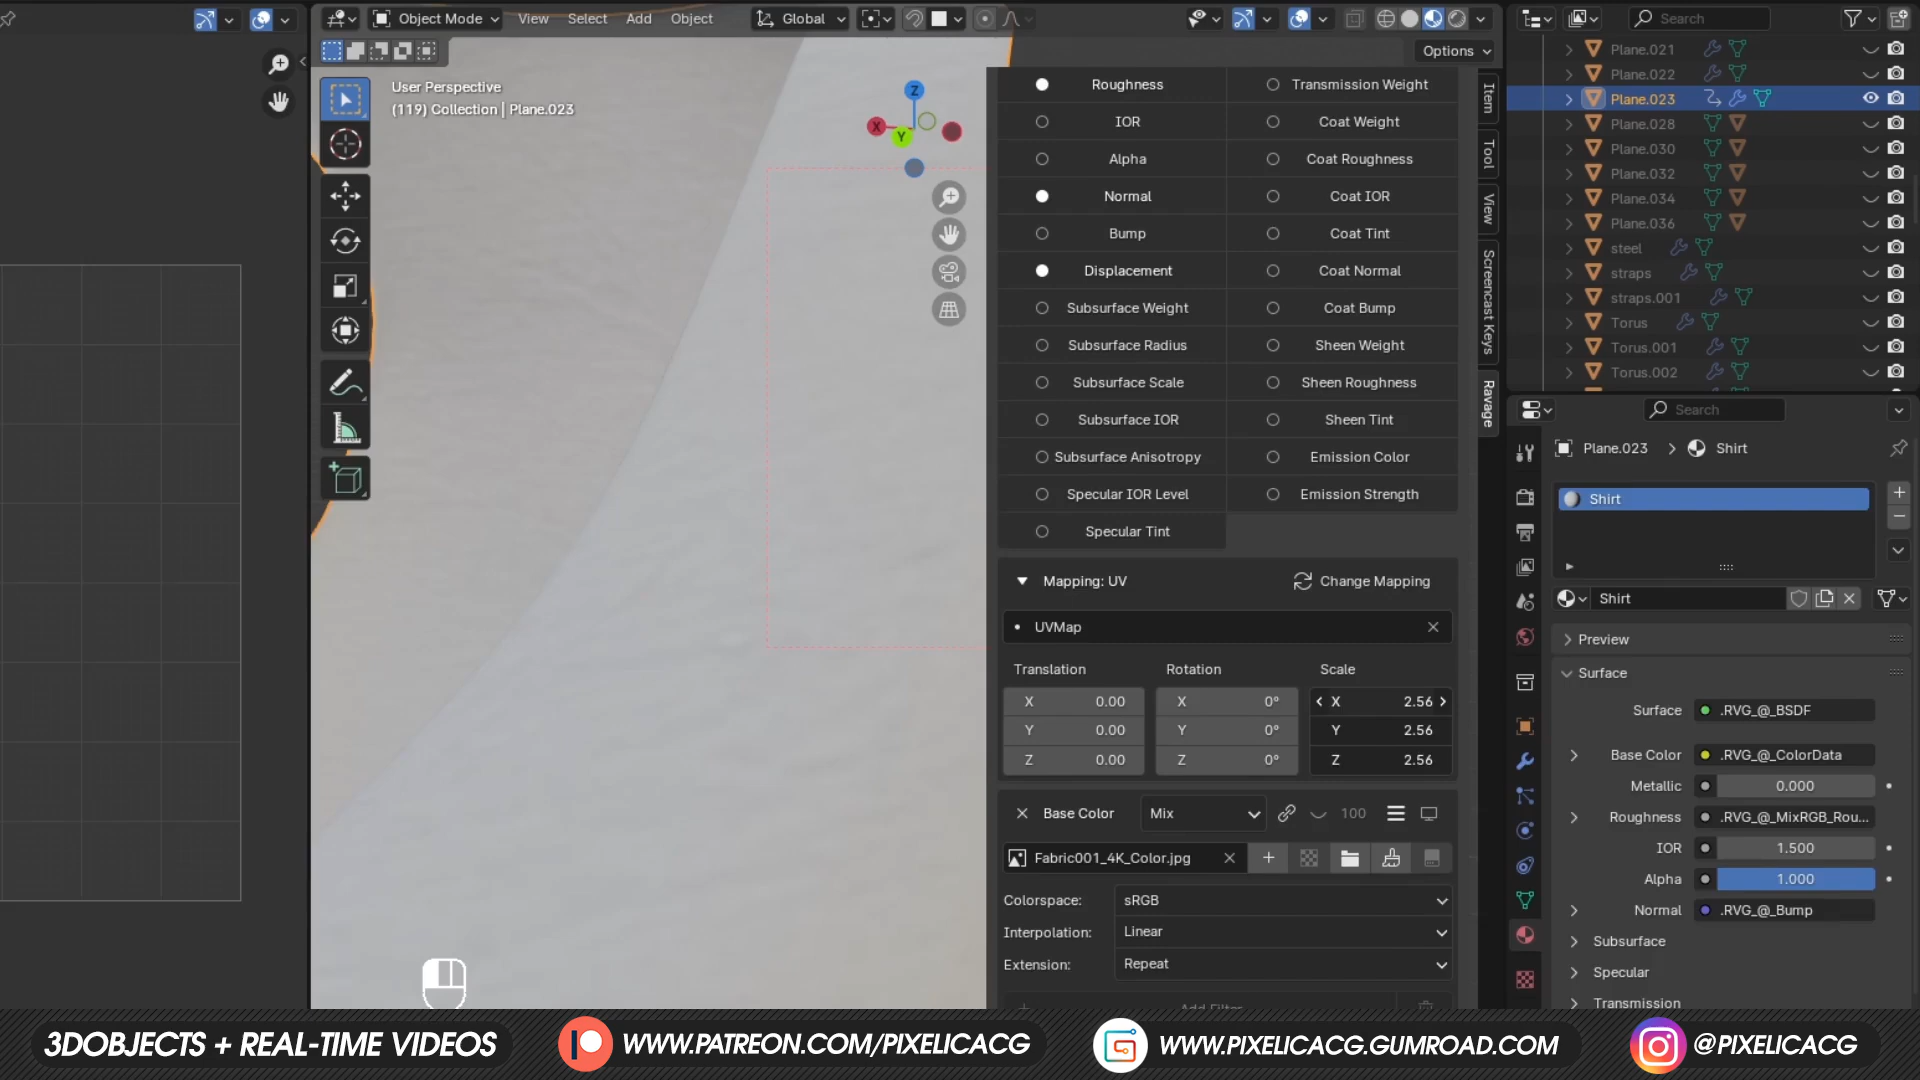 Object Mode
View
Select
Add
Object
Global
Options
User Perspective
(119) Collection | Plane.023
Z
X
Y
Roughness
Transmission Weight
IOR
Coat Weight
Alpha
Coat Roughness
Normal
Coat IOR
Bump
Coat Tint
Displacement
Coat Normal
Subsurface Weight
Coat Bump
Subsurface Radius
Sheen Weight
Subsurface Scale
Sheen Roughness
Subsurface IOR
Sheen Tint
Subsurface Anisotropy
Emission Color
Specular IOR Level
Emission Strength
Specular Tint
Mapping: UV
Change Mapping
UVMap
Translation
Rotation
Scale
X 0.00
X 0°
X 2.56
Y 0.00
Y 0°
Y 2.56
Z 0.00
Z 0°
Z 2.56
Base Color
Mix
100
Fabric001_4K_Color.jpg
Colorspace:
sRGB
Interpolation:
Linear
Extension:
Repeat
Add Filter
Item
Tool
View
Screencast Keys
Ravage
Search
Plane.021
Plane.022
Plane.023
Plane.028
Plane.030
Plane.032
Plane.034
Plane.036
steel
straps
straps.001
Torus
Torus.001
Torus.002
Search
Plane.023
Shirt
Shirt
Shirt
Preview
Surface
Surface
.RVG_@_BSDF
Base Color
.RVG_@_ColorData
Metallic
0.000
Roughness
.RVG_@_MixRGB_Rou...
IOR
1.500
Alpha
1.000
Normal
.RVG_@_Bump
Subsurface
Specular
Transmission
3DOBJECTS + REAL-TIME VIDEOS
WWW.PATREON.COM/PIXELICACG
WWW.PIXELICACG.GUMROAD.COM
@PIXELICACG